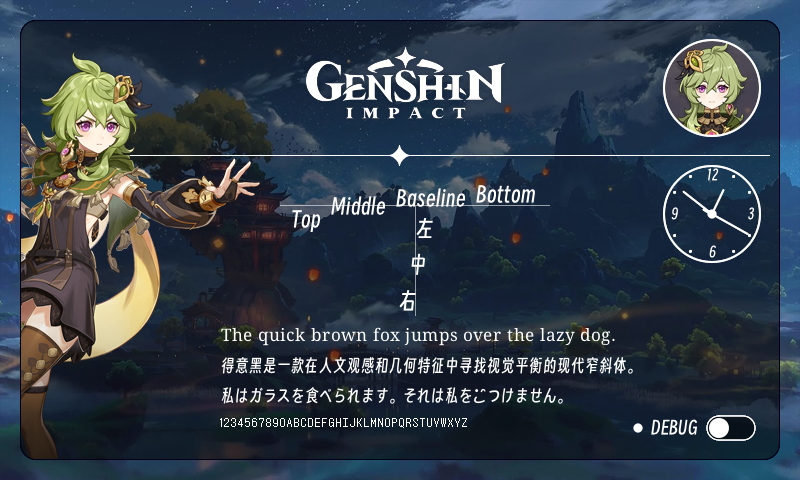 GENSHIN
IMPACT
12
3
6
9
Top Middle Baseline Bottom
左
中
右
The quick brown fox jumps over the lazy dog.
得意黑是一款在人文观感和几何特征中寻找视觉平衡的现代窄斜体。
私はガラスを食べられます。それは私をごつけません。
1234567890ABCDEFGHIJKLMNOPQRSTUVWXYZ
DEBUG